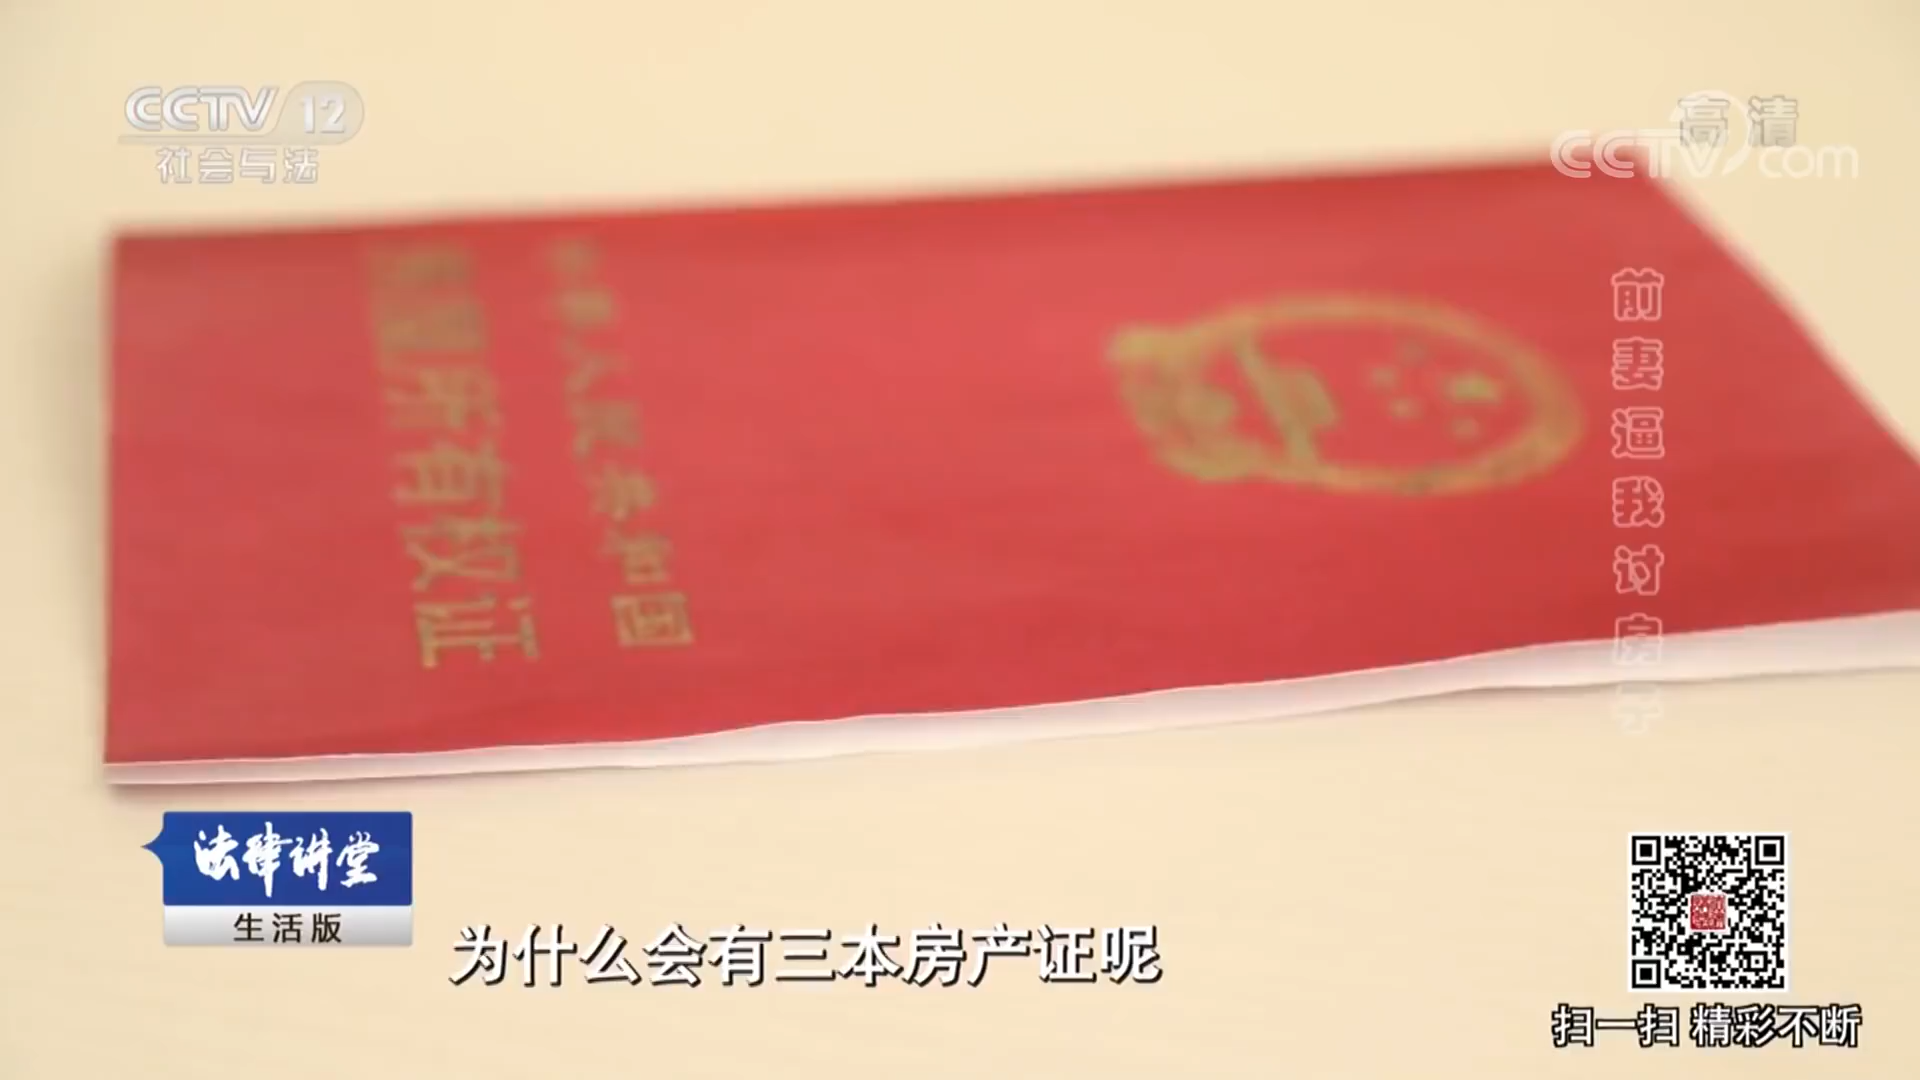 CCTV 12
社会与法
高清
CCTV.com
中华人民共和国
房屋所有权证
前妻逼我讨房子
法律讲堂
生活版
为什么会有三本房产证呢
扫一扫 精彩不断